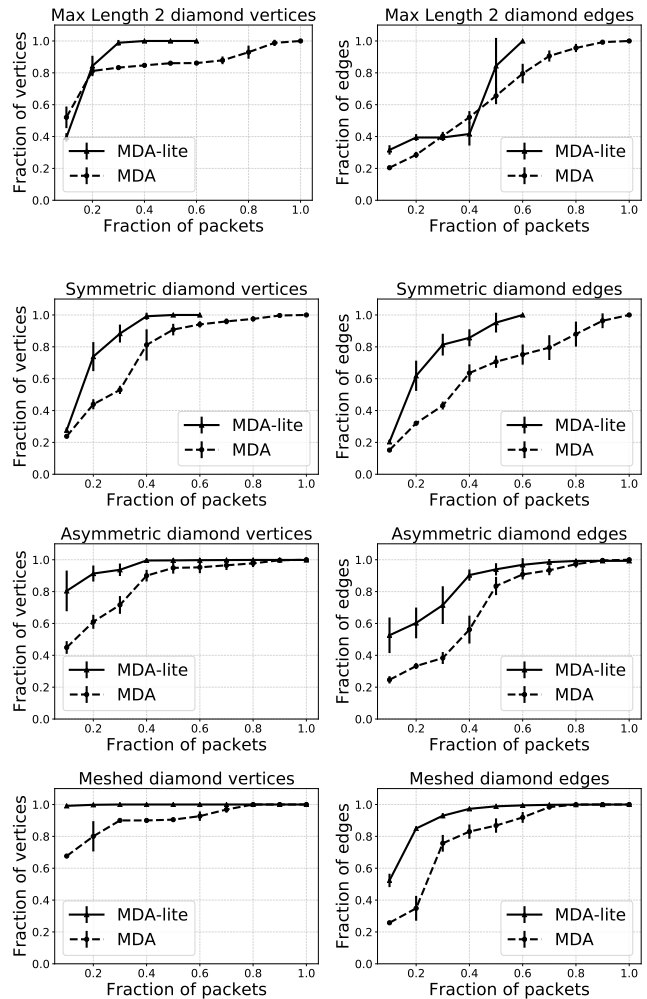 Max Length 2 diamond vertices
Fraction of vertices
1.0
0.8
0.6
0.4
0.2
0.0
MDA-lite
MDA
0.2 0.4 0.6 0.8 1.0
Fraction of packets
Max Length 2 diamond edges
Fraction of edges
1.0
0.8
0.6
0.4
0.2
0.0
MDA-lite
MDA
0.2 0.4 0.6 0.8 1.0
Fraction of packets
Symmetric diamond vertices
Fraction of vertices
1.0
0.8
0.6
0.4
0.2
0.0
MDA-lite
MDA
0.2 0.4 0.6 0.8 1.0
Fraction of packets
Symmetric diamond edges
Fraction of edges
1.0
0.8
0.6
0.4
0.2
0.0
MDA-lite
MDA
0.2 0.4 0.6 0.8 1.0
Fraction of packets
Asymmetric diamond vertices
Fraction of vertices
1.0
0.8
0.6
0.4
0.2
0.0
MDA-lite
MDA
0.2 0.4 0.6 0.8 1.0
Fraction of packets
Asymmetric diamond edges
Fraction of edges
1.0
0.8
0.6
0.4
0.2
0.0
MDA-lite
MDA
0.2 0.4 0.6 0.8 1.0
Fraction of packets
Meshed diamond vertices
Fraction of vertices
1.0
0.8
0.6
0.4
0.2
0.0
MDA-lite
MDA
0.2 0.4 0.6 0.8 1.0
Fraction of packets
Meshed diamond edges
Fraction of edges
1.0
0.8
0.6
0.4
0.2
0.0
MDA-lite
MDA
0.2 0.4 0.6 0.8 1.0
Fraction of packets